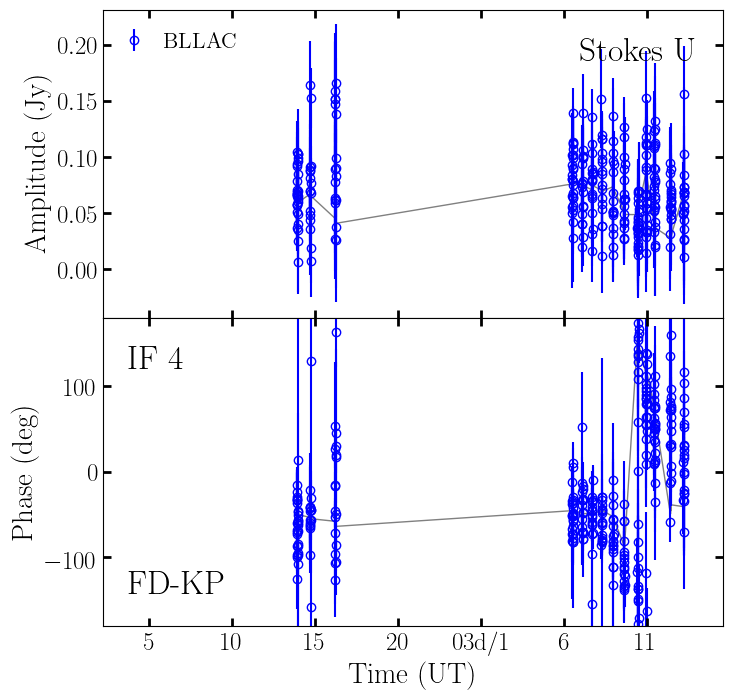 BLLAC
Stokes U
0.20
0.15
0.10
0.05
0.00
Amplitude (Jy)
IF 4
100
0
−100
Phase (deg)
FD-KP
5 10 15 20 03d/1 6 11
Time (UT)